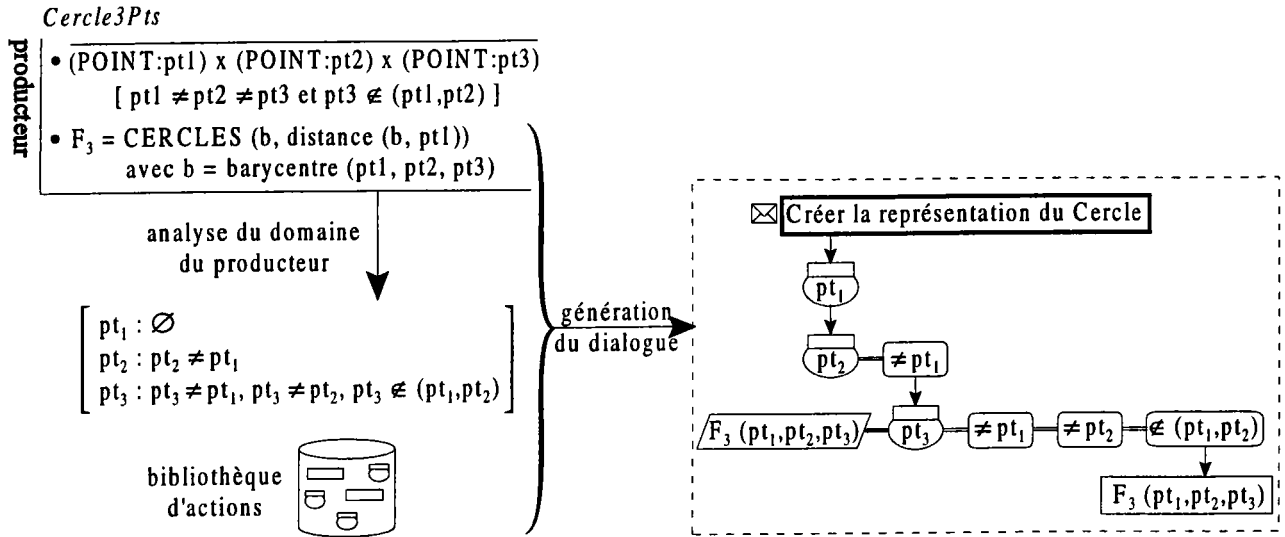 Cercle3Pts
producteur
• (POINT:pt1) x (POINT:pt2) x (POINT:pt3)
[ pt1 ≠ pt2 ≠ pt3 et pt3 ∉ (pt1,pt2) ]
• F₃ = CERCLES (b, distance (b, pt1))
avec b = barycentre (pt1, pt2, pt3)
analyse du domaine
du producteur
pt₁ : ∅
pt₂ : pt₂ ≠ pt₁
pt₃ : pt₃ ≠ pt₁, pt₃ ≠ pt₂, pt₃ ∉ (pt₁,pt₂)
bibliothèque
d'actions
génération
du dialogue
Créer la représentation du Cercle
pt₁
pt₂ ≠ pt₁
F₃ (pt₁,pt₂,pt₃) pt₃ ≠ pt₁ ≠ pt₂ ∉ (pt₁,pt₂)
F₃ (pt₁,pt₂,pt₃)